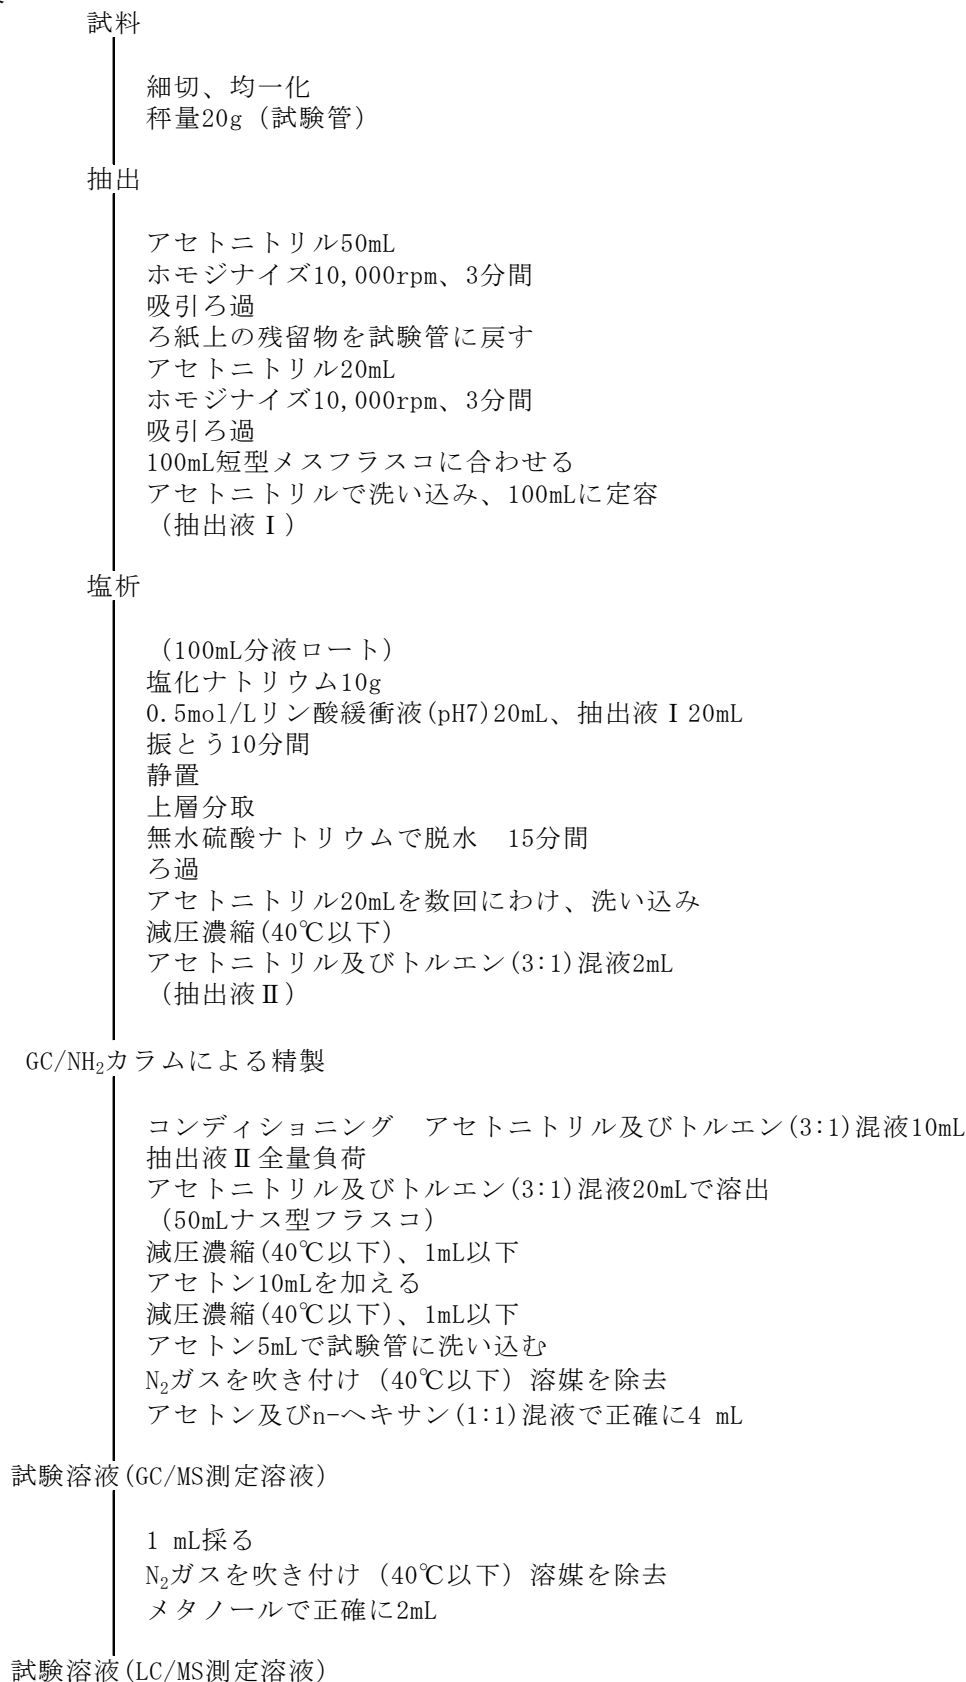 試料
細切、均一化
秤量20g（試験管）
抽出
アセトニトリル50mL
ホモジナイズ10,000rpm、3分間
吸引ろ過
ろ紙上の残留物を試験管に戻す
アセトニトリル20mL
ホモジナイズ10,000rpm、3分間
吸引ろ過
100mL短型メスフラスコに合わせる
アセトニトリルで洗い込み、100mLに定容
（抽出液Ⅰ）
塩析
（100mL分液ロート）
塩化ナトリウム10g
0.5mol/Lリン酸緩衝液(pH7)20mL、抽出液Ⅰ20mL
振とう10分間
静置
上層分取
無水硫酸ナトリウムで脱水　15分間
ろ過
アセトニトリル20mLを数回にわけ、洗い込み
減圧濃縮(40℃以下)
アセトニトリル及びトルエン(3:1)混液2mL
（抽出液Ⅱ）
GC/NH₂カラムによる精製
コンディショニング　アセトニトリル及びトルエン(3:1)混液10mL
抽出液Ⅱ全量負荷
アセトニトリル及びトルエン(3:1)混液20mLで溶出
（50mLナス型フラスコ）
減圧濃縮(40℃以下)、1mL以下
アセトン10mLを加える
減圧濃縮(40℃以下)、1mL以下
アセトン5mLで試験管に洗い込む
N₂ガスを吹き付け（40℃以下）溶媒を除去
アセトン及びn-ヘキサン(1:1)混液で正確に4 mL
試験溶液(GC/MS測定溶液)
1 mL採る
N₂ガスを吹き付け（40℃以下）溶媒を除去
メタノールで正確に2mL
試験溶液(LC/MS測定溶液)